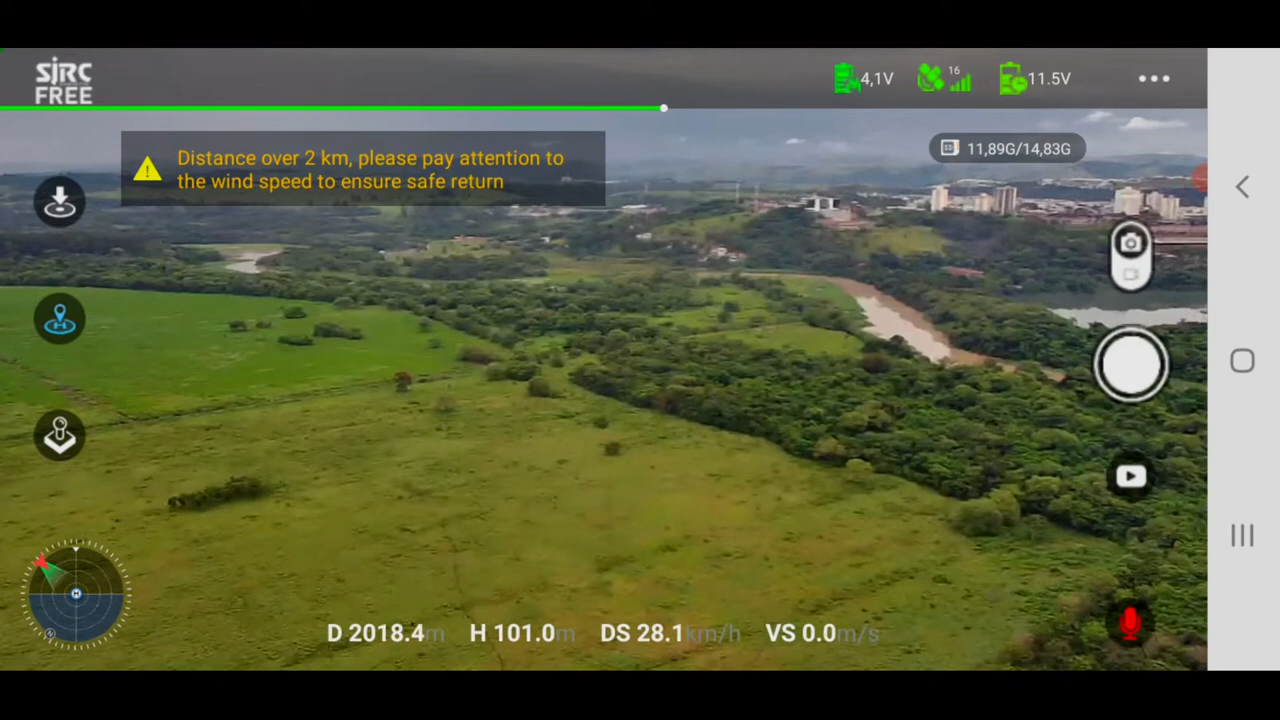 SJRC
FREE
4,1V
16
11.5V
Distance over 2 km, please pay attention to
the wind speed to ensure safe return
11,89G/14,83G
H
D 2018.4m H 101.0m DS 28.1km/h VS 0.0m/s